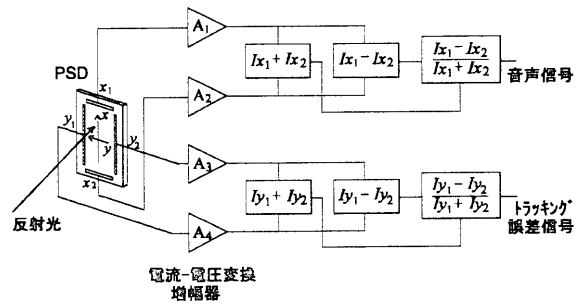 PSD
x₁
x
y₁
y
y₂
x₂
反射光
A₁
A₂
A₃
A₄
電流-電圧変換
増幅器
Ix₁ + Ix₂
Ix₁ - Ix₂
Ix₁ - Ix₂
Ix₁ + Ix₂
音声信号
Iy₁ + Iy₂
Iy₁ - Iy₂
Iy₁ - Iy₂
Iy₁ + Iy₂
トラッキング
誤差信号